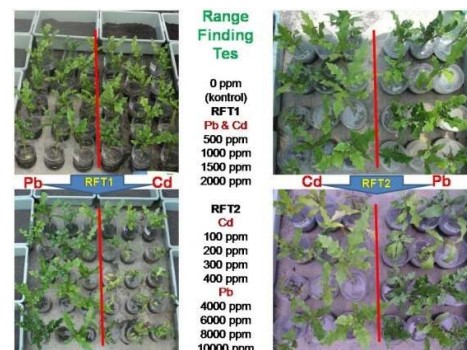 Range
Finding
Tes
0 ppm
(kontrol)
RFT1
Pb & Cd
500 ppm
1000 ppm
1500 ppm
2000 ppm
Pb RFT1 Cd
Cd RFT2 Pb
RFT2
Cd
100 ppm
200 ppm
300 ppm
400 ppm
Pb
4000 ppm
6000 ppm
8000 ppm
10000 ppm